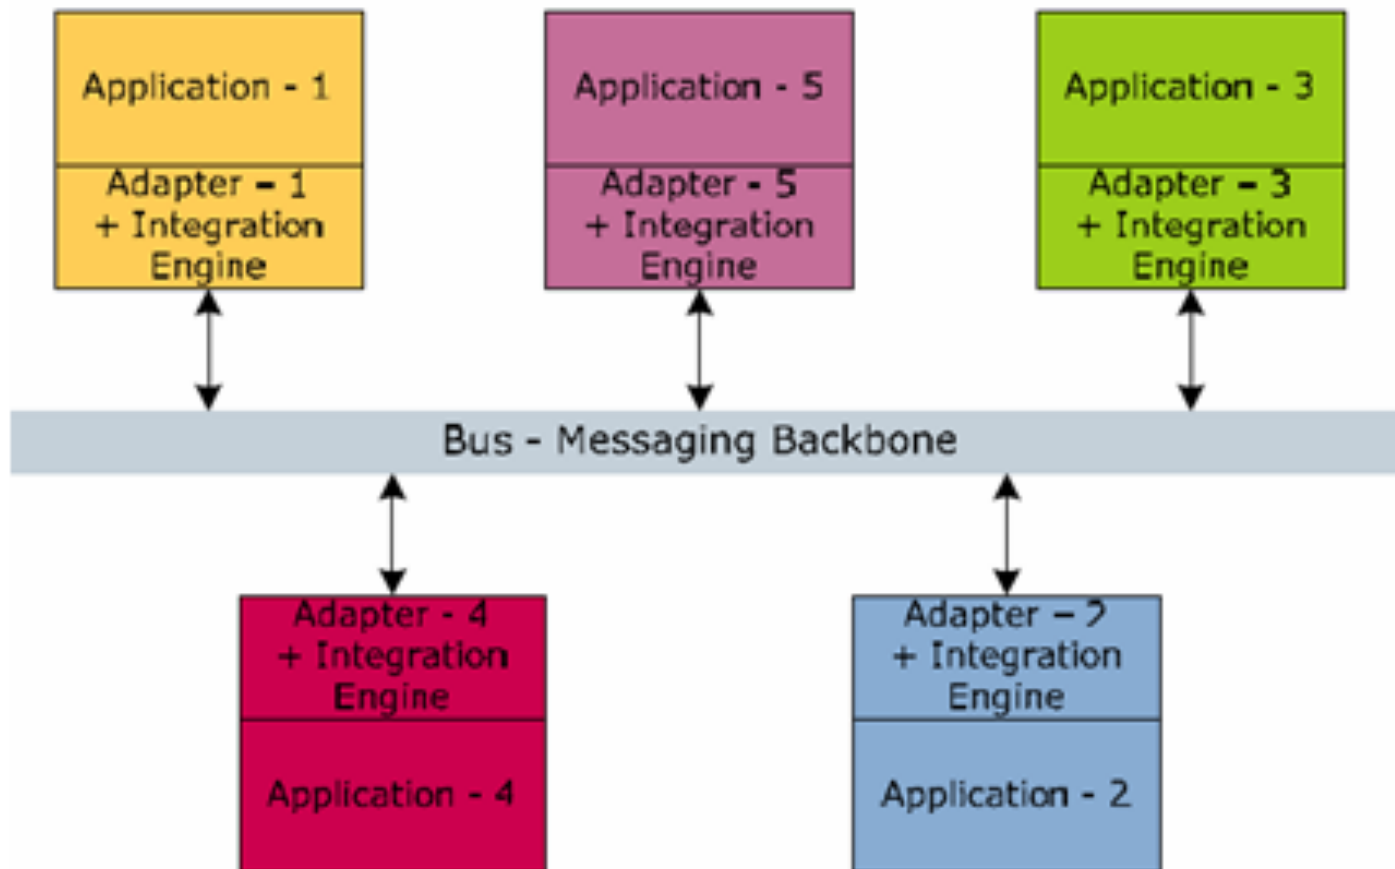 Application - 1
Adapter – 1
+ Integration
Engine
Application - 5
Adapter - 5
+ Integration
Engine
Application - 3
Adapter – 3
+ Integration
Engine
Bus - Messaging Backbone
Adapter - 4
+ Integration
Engine
Application - 4
Adapter – 2
+ Integration
Engine
Application - 2